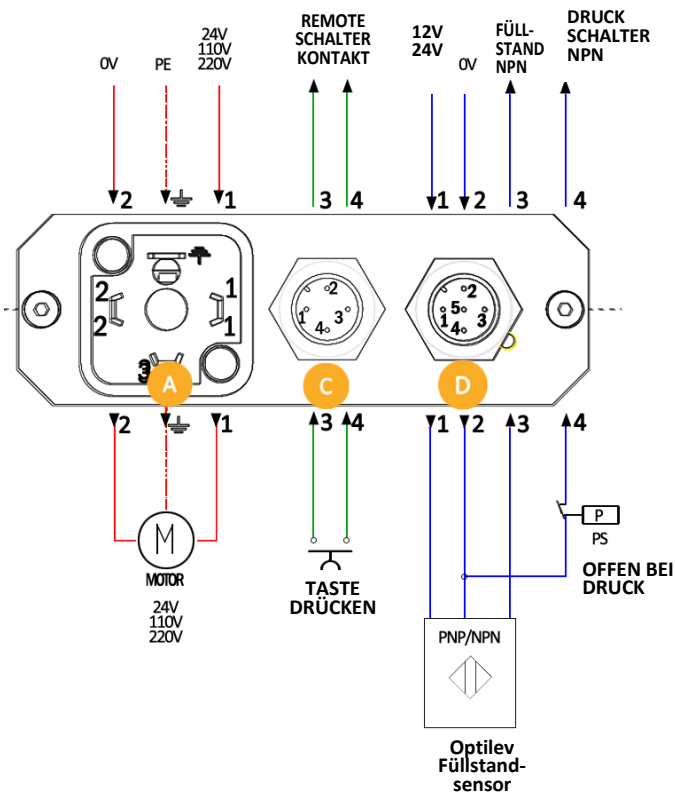 0V
PE
24V
110V
220V
REMOTE
SCHALTER
KONTAKT
12V
24V
0V
FÜLL-
STAND
NPN
DRUCK
SCHALTER
NPN
2
1
3 4
1 2 3 4
2
1
2
1
3
2
1 3
4
2
5
1 3
4
A
C
D
2
1
3 4
1 2 3 4
M
MOTOR
24V
110V
220V
TASTE
DRÜCKEN
P
PS
OFFEN BEI
DRUCK
PNP/NPN
Optilev
Füllstand-
sensor